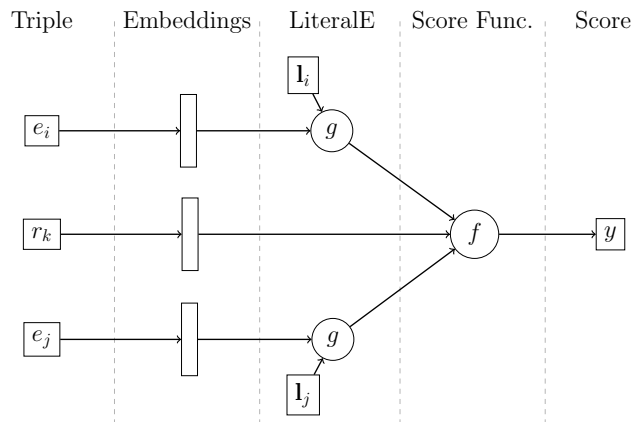 Triple Embeddings LiteralE Score Func. Score
l_i
e_i g
r_k f y
e_j g
l_j